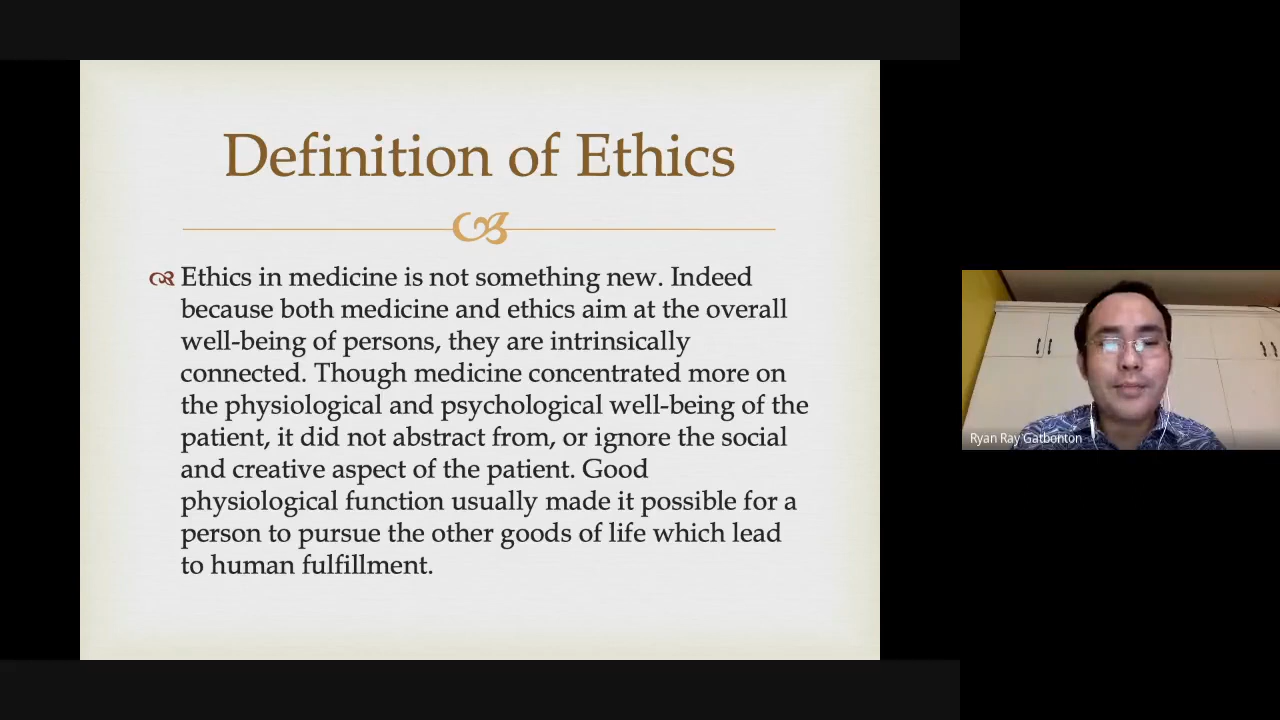 Definition of Ethics
Ethics in medicine is not something new. Indeed
because both medicine and ethics aim at the overall
well-being of persons, they are intrinsically
connected. Though medicine concentrated more on
the physiological and psychological well-being of the
patient, it did not abstract from, or ignore the social
and creative aspect of the patient. Good
physiological function usually made it possible for a
person to pursue the other goods of life which lead
to human fulfillment.
Ryan Ray Gatbonton